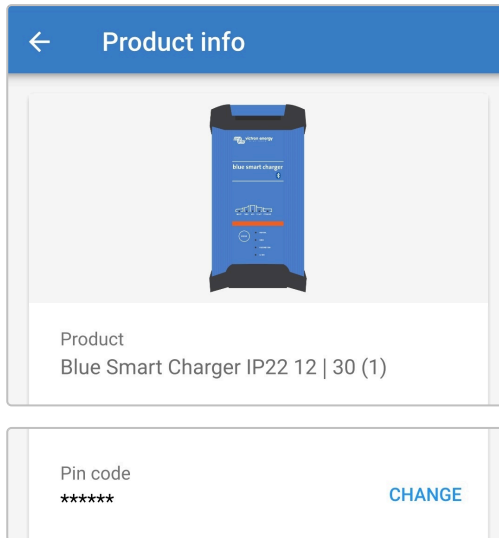 Product info
victron energy
blue smart charger
Product
Blue Smart Charger IP22 12 | 30 (1)
Pin code
******
CHANGE